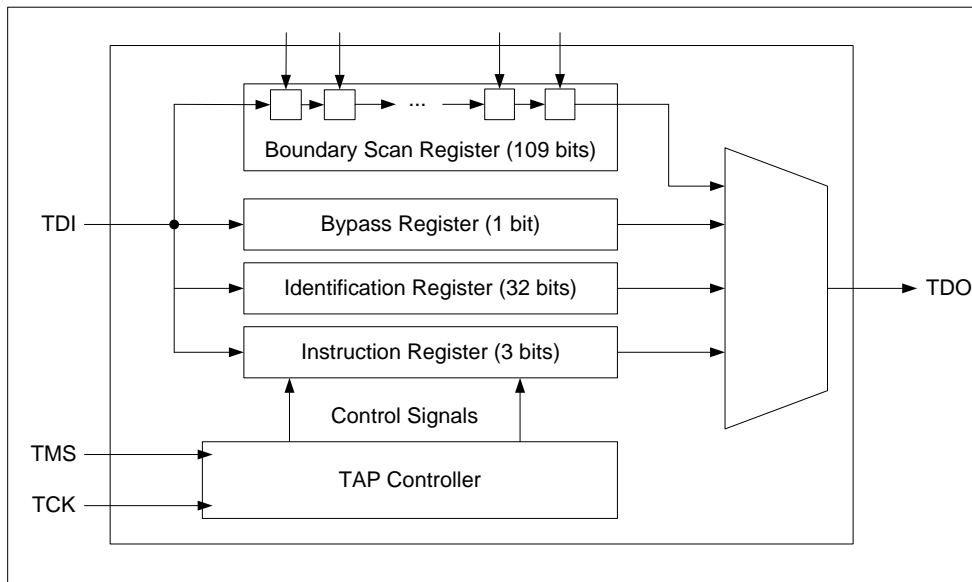 ...
Boundary Scan Register (109 bits)
TDI
Bypass Register (1 bit)
Identification Register (32 bits)
TDO
Instruction Register (3 bits)
Control Signals
TMS
TAP Controller
TCK